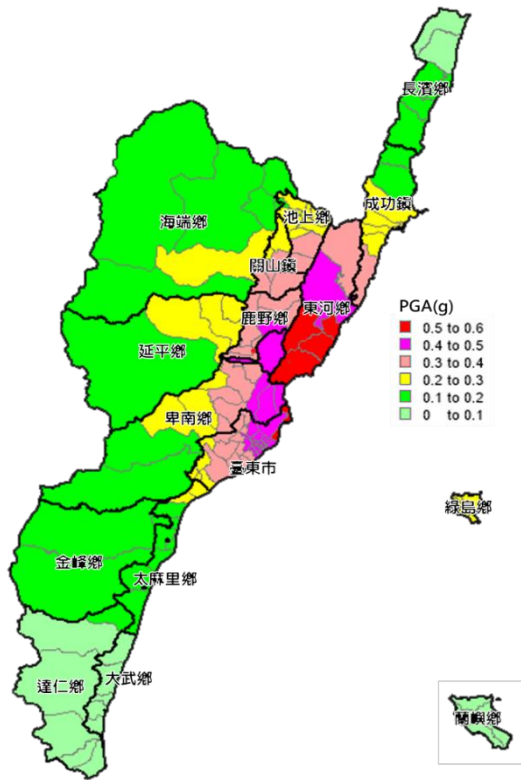 長濱鄉
成功鎮
池上鄉
海端鄉
關山鎮
東河鄉
鹿野鄉
延平鄉
卑南鄉
臺東市
綠島鄉
金峰鄉
太麻里鄉
達仁鄉
大武鄉
蘭嶼鄉
PGA(g)
0.5 to 0.6
0.4 to 0.5
0.3 to 0.4
0.2 to 0.3
0.1 to 0.2
0 to 0.1